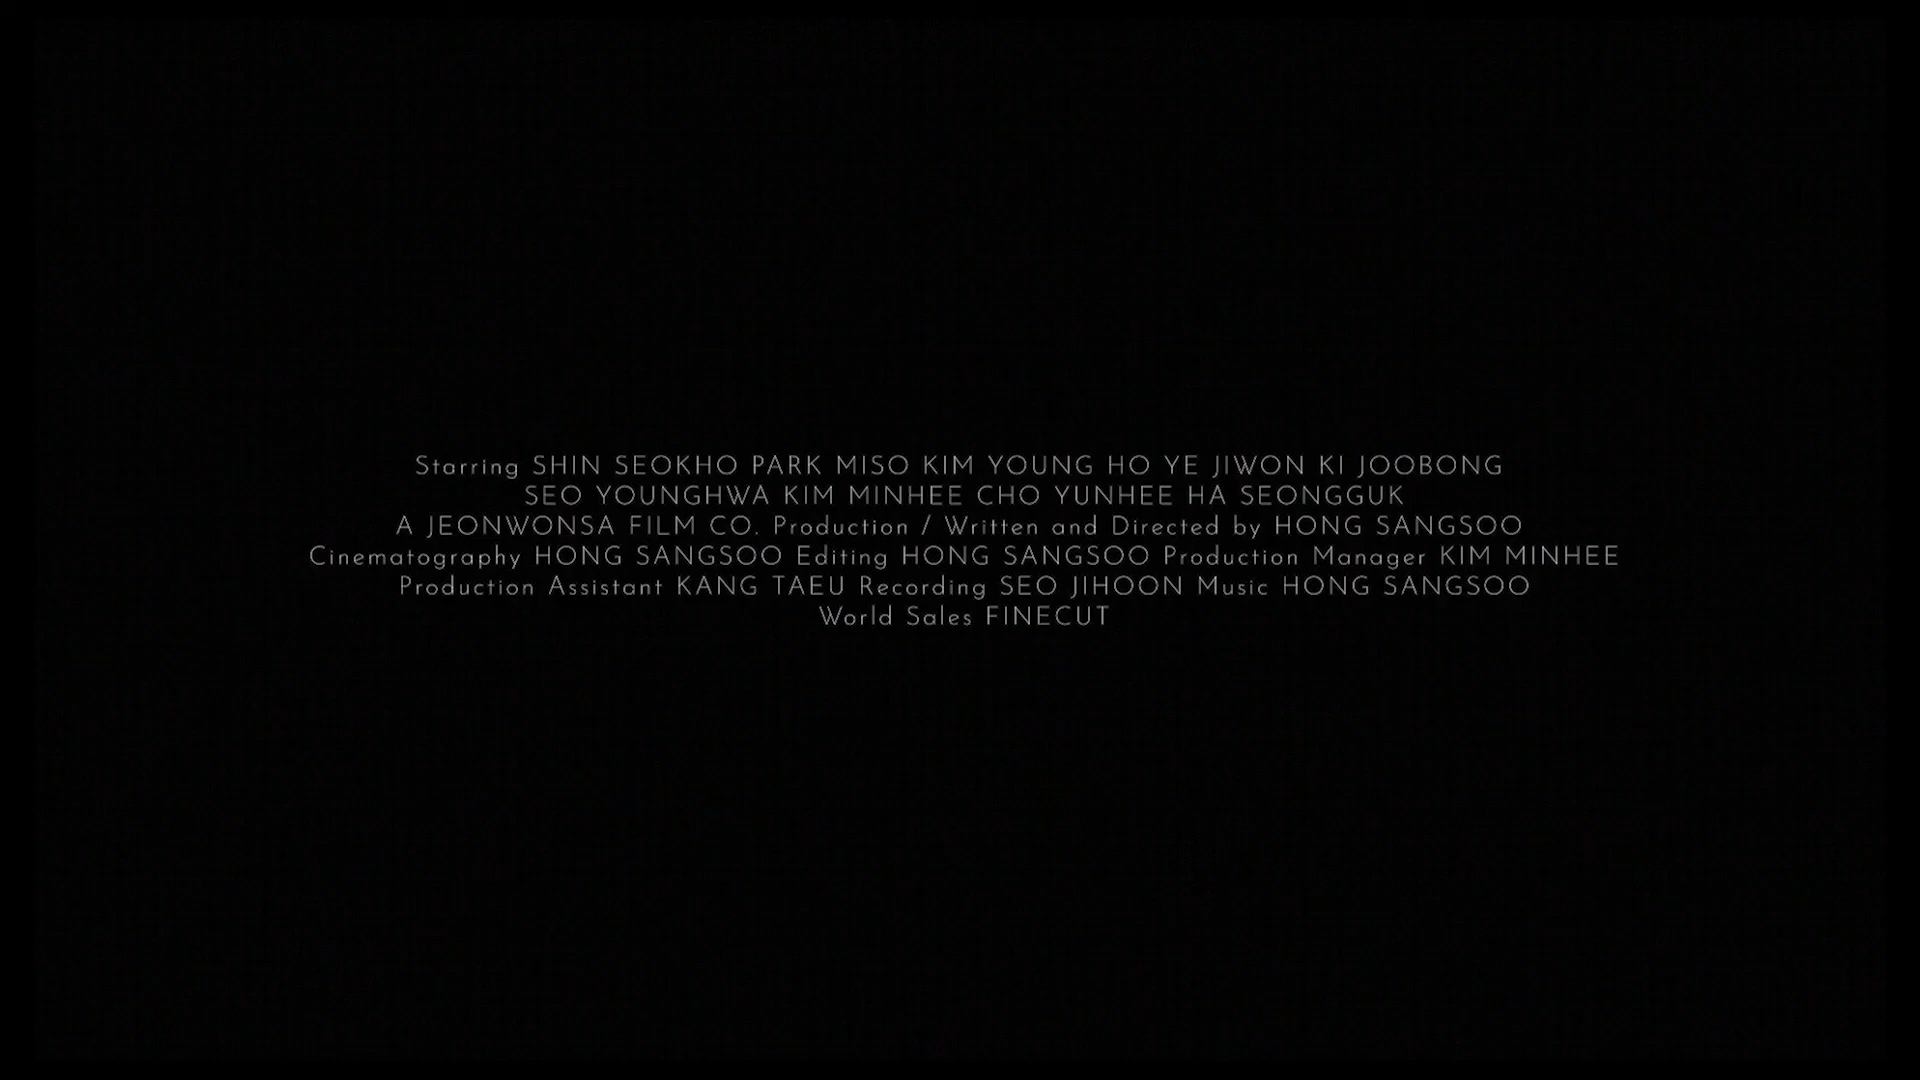 Starring SHIN SEOKHO PARK MISO KIM YOUNG HO YE JIWON KI JOOBONG
SEO YOUNGHWA KIM MINHEE CHO YUNHEE HA SEONGGUK
A JEONWONSA FILM CO. Production / Written and Directed by HONG SANGSOO
Cinematography HONG SANGSOO Editing HONG SANGSOO Production Manager KIM MINHEE
Production Assistant KANG TAEU Recording SEO JIHOON Music HONG SANGSOO
World Sales FINECUT